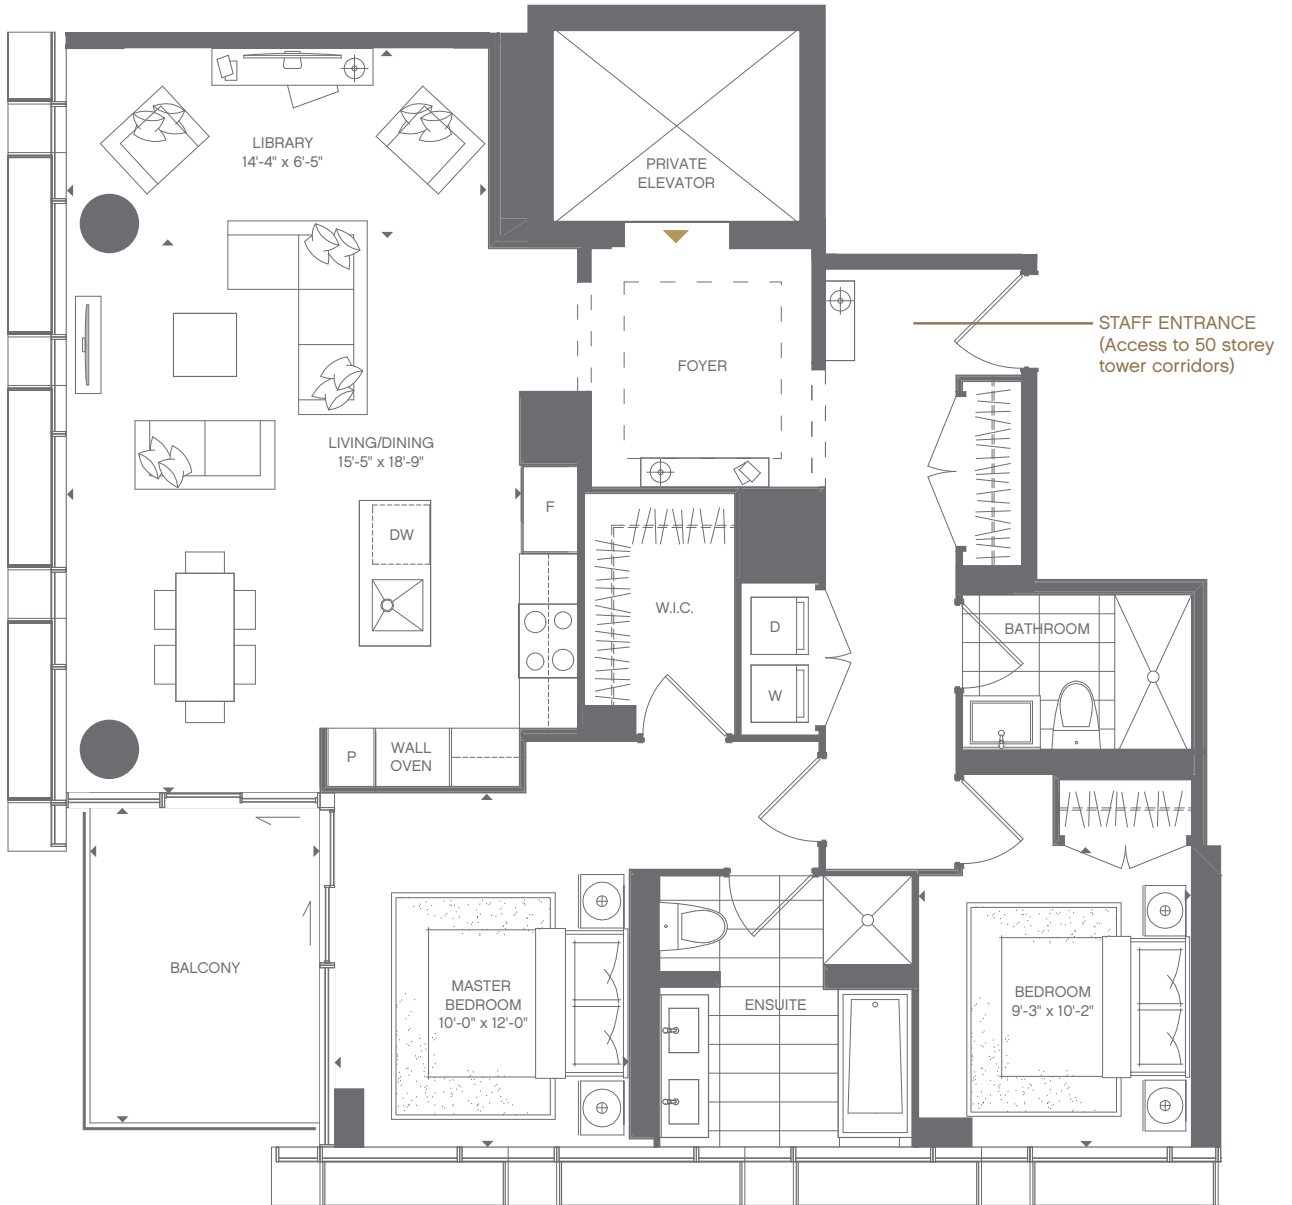 LIBRARY
14'-4" x 6'-5"
PRIVATE
ELEVATOR
STAFF ENTRANCE
(Access to 50 storey
tower corridors)
FOYER
LIVING/DINING
15'-5" x 18'-9"
F
DW
W.I.C.
D
BATHROOM
W
P
WALL
OVEN
BALCONY
MASTER
BEDROOM
10'-0" x 12'-0"
ENSUITE
BEDROOM
9'-3" x 10'-2"